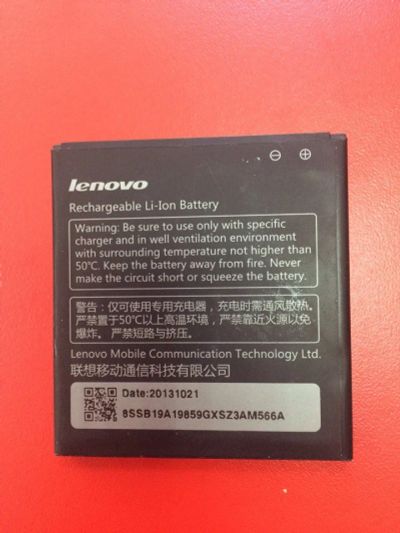 lenovo
Rechargeable Li-Ion Battery
Warning: Be sure to use only with specific
charger and in well ventilation environment
with surrounding temperature not higher than
50℃. Keep the battery away from fire. Never
make the circuit short or squeeze the battery.
警告：仅可使用专用充电器，充电时需通风散热。
严禁置于50℃以上高温环境，严禁靠近火源以免
爆炸。严禁短路与挤压。
Lenovo Mobile Communication Technology Ltd.
联想移动通信科技有限公司
Date:20131021
8SSB19A19859GXSZ3AM566A